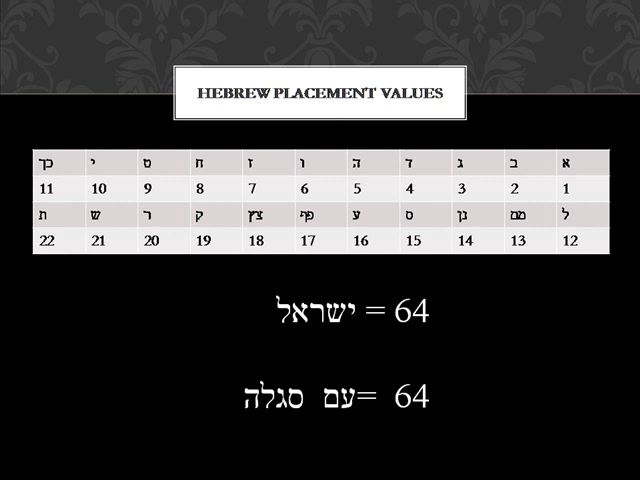 HEBREW PLACEMENT VALUES
א ב ג ד ה ו ז ח ט י כך
1 2 3 4 5 6 7 8 9 10 11
ל מם נן ס ע פף צץ ק ר ש ת
12 13 14 15 16 17 18 19 20 21 22
ישראל = 64
עם סגלה= 64